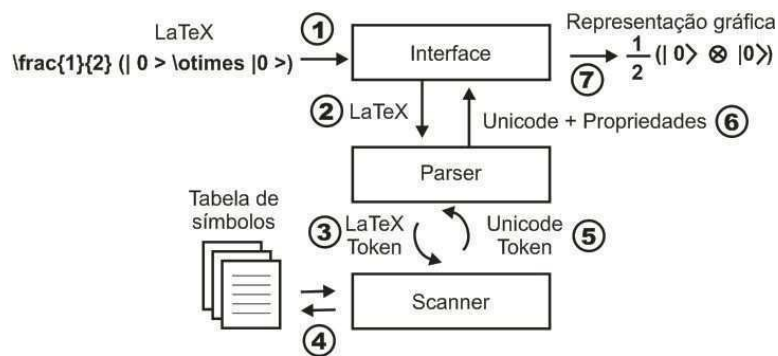 LaTeX
\frac{1}{2} (| 0 > \otimes |0 >)
1
Interface
Representação gráfica
1/2 (| 0⟩ ⊗ |0⟩)
7
2 LaTeX
Unicode + Propriedades 6
Parser
Tabela de
símbolos
3 LaTeX
Token
Unicode
Token 5
Scanner
4